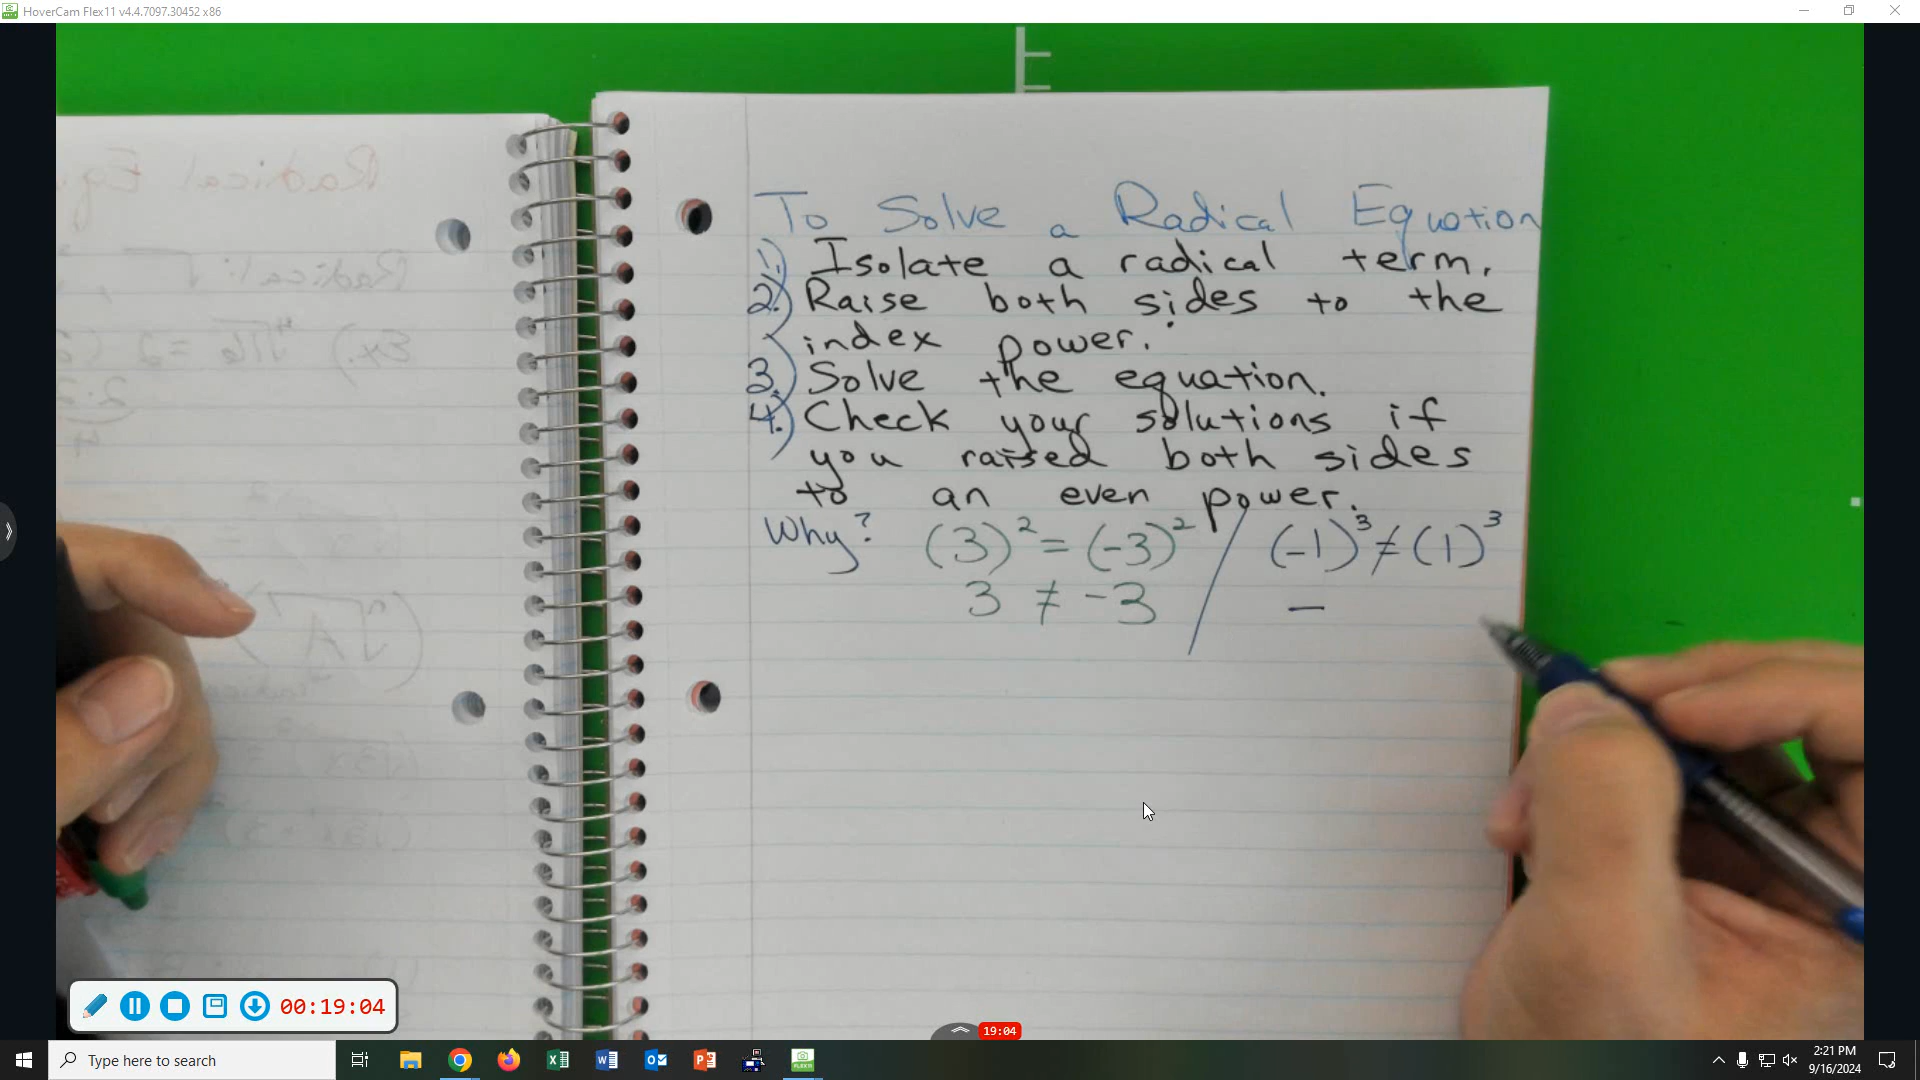 HoverCam Flex11 v4.4.7097.30452 x86
To Solve a Radical Equation
1.) Isolate a radical term.
2.) Raise both sides to the
index power.
3.) Solve the equation.
4.) Check your solutions if
you raised both sides
to an even power.
Why? (3)² = (-3)² / (-1)³ ≠ (1)³
3 ≠ -3 —
00:19:04
19:04
Type here to search
2:21 PM
9/16/2024